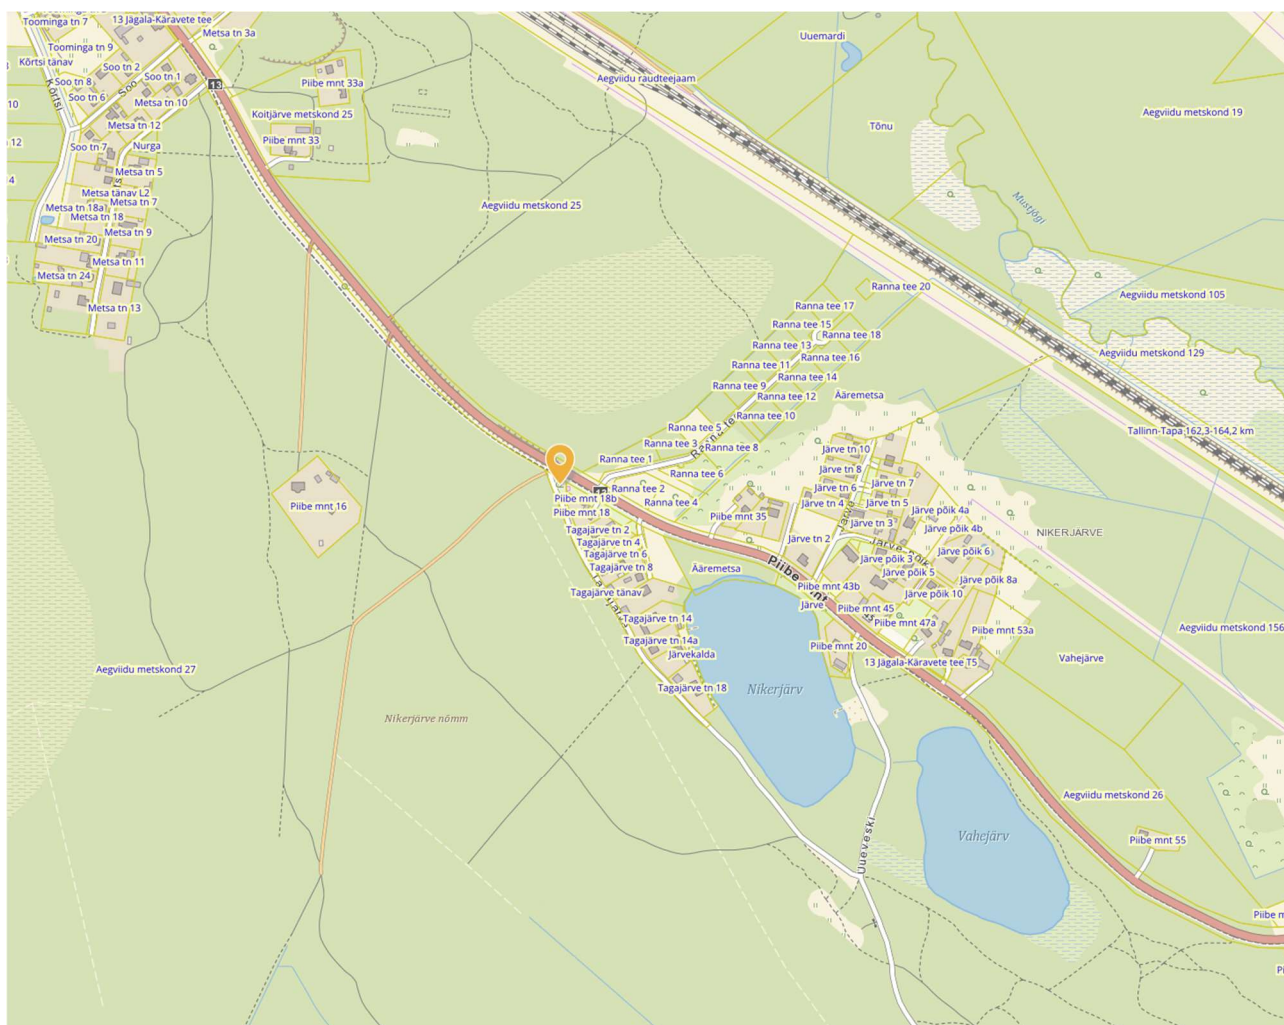 Toominga tn 7
13 Jägala-Käravete tee
Metsa tn 3a
Uuemardi
Toominga tn 9
Kõrtsi tänav
Soo tn 2
Soo tn 1
Aegviidu raudteejaam
Soo tn 8
Soo
13
Piibe mnt 33a
Kõrtsi
Soo tn 6
Metsa tn 10
10
Koitjärve metskond 25
Aegviidu metskond 19
Metsa tn 12
Tõnu
12
Soo tn 7
Nurga
Piibe mnt 33
Metsa tn 5
4
Metsa tänav L2
Metsa tn 7
Metsa tn 18a
Aegviidu metskond 25
Mustjõgi
Metsa tn 18
Metsa tn 9
Metsa tn 20
Metsa tn 11
Metsa tn 24
Ranna tee 20
Aegviidu metskond 105
Metsa tn 13
Ranna tee 17
Ranna tee 15
Ranna tee 18
Ranna tee 13
Aegviidu metskond 129
Ranna tee 16
Ranna tee 11
Ranna tee 14
Ranna tee 9
Ranna tee 12
Ääremetsa
Ranna tee 10
Ranna tee 5
Tallinn-Tapa 162,3-164,2 km
Ranna tee 3
Ranna tee 8
Järve tn 10
Ranna tee 1
Järve tn 8
Ranna tee 6
Järve tn 7
Ranna tee 2
Järve tn 6
Piibe mnt 18b
Ranna tee 4
Järve tn 4
Järve tn 5
Piibe mnt 16
Piibe mnt 18
Piibe mnt 35
Järve põik 4a
Järve tn 3
Tagajärve tn 2
Järve põik 4b
NIKERJÄRVE
Järve tn 2
Tagajärve tn 4
Järve põik
Tagajärve tn 6
Järve põik 6
Järve põik 3
Tagajärve tn 8
Ääremetsa
Piibe mnt
Järve põik 5
Järve põik 8a
Piibe mnt 43b
Tagajärve tänav
Järve põik 10
Järve
Piibe mnt 45
Tagajärve tn 14
Piibe mnt 47a
Piibe mnt 53a
Aegviidu metskond 156
Tagajärve tn 14a
Piibe mnt 20
Järvekalda
13 Jägala-Käravete tee T5
Vahejärve
Aegviidu metskond 27
Tagajärve tn 18
Nikerjärv
Nikerjärve nõmm
Aegviidu metskond 26
Vahejärv
Piibe mnt 55
Uueveski
Piibe m
Pi